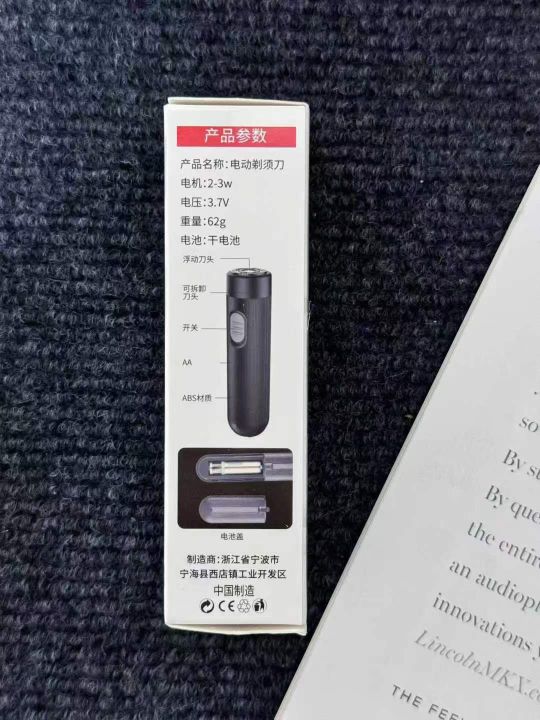 产品参数
产品名称:电动剃须刀
电机:2-3w
电压:3.7V
重量:62g
电池:干电池
浮动刀头
可拆卸
刀头
开关
AA
ABS材质
电池盖
制造商:浙江省宁波市
宁海县西店镇工业开发区
中国制造
CE
so
By su
By que
the entir
an audioph
innovations y
LincolnMKX.co
THE FEE